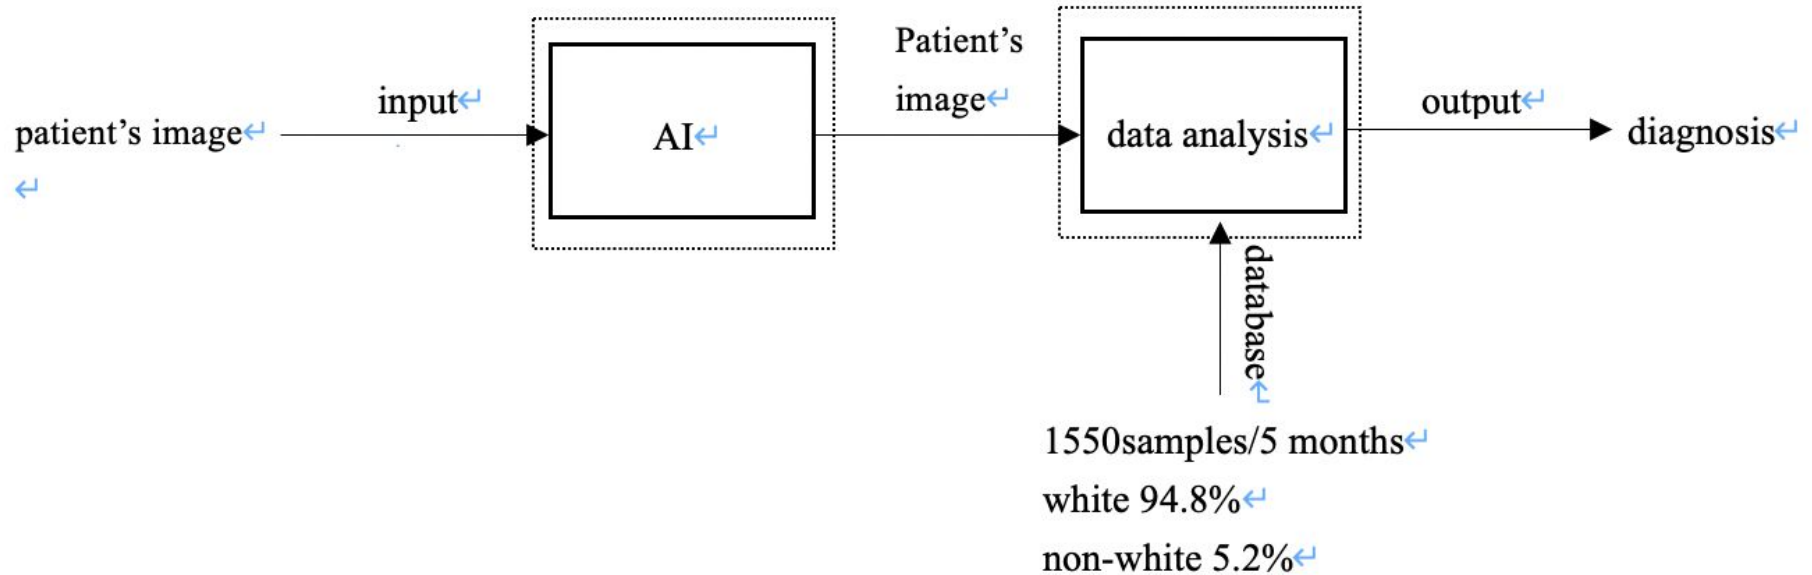 patient's image↵
↵
input↵
AI↵
Patient's
image↵
data analysis↵
output↵
diagnosis↵
database↵
1550samples/5 months↵
white 94.8%↵
non-white 5.2%↵